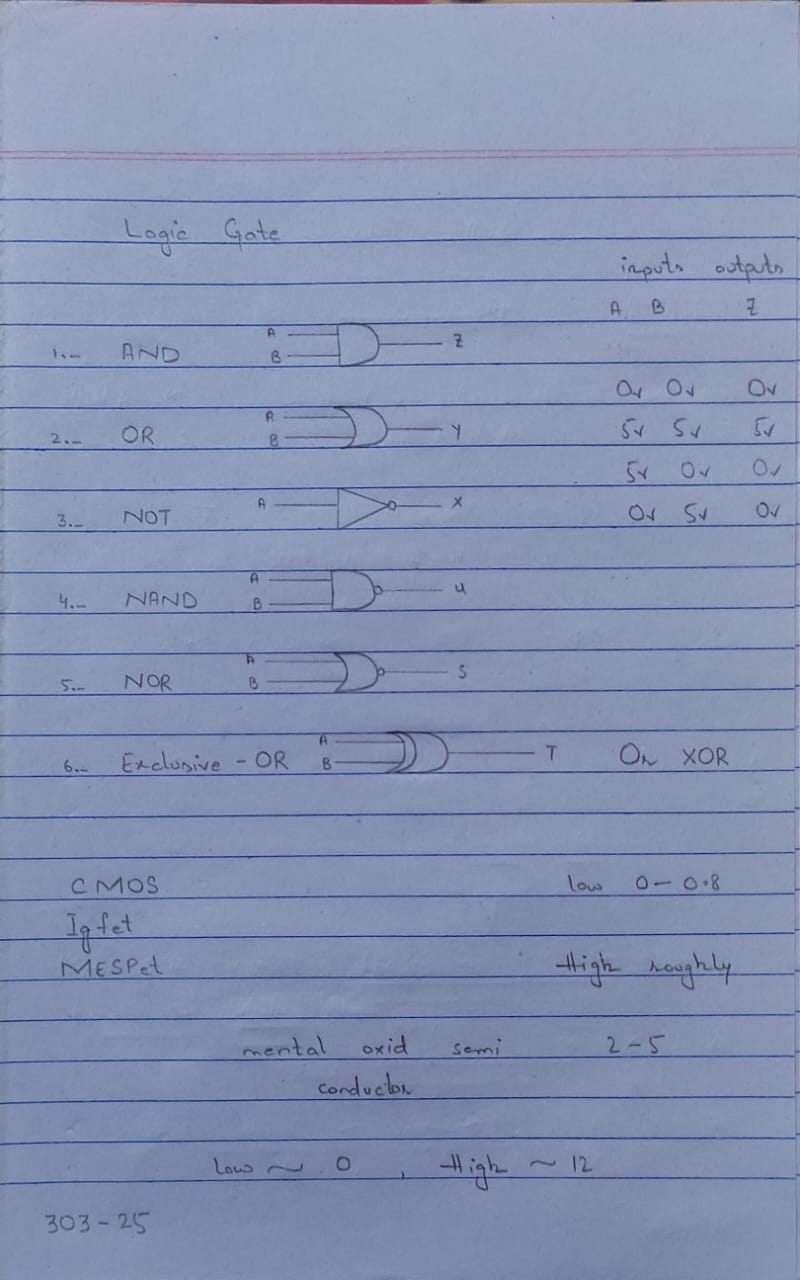 Logic Gate
inputs outputs
A B Z
1.- AND A B Z
0v 0v 0v
2.- OR A B Y 5v 5v 5v
5v 0v 0v
3.- NOT A X 0v 5v 0v
4.- NAND A B U
5.- NOR A B S
6.- Exclusive - OR A B T Or XOR
CMOS low 0 - 0.8
Igfet
MESPet High roughly
mental oxid semi 2-5
conductor
low ~ 0 , High ~ 12
303-25